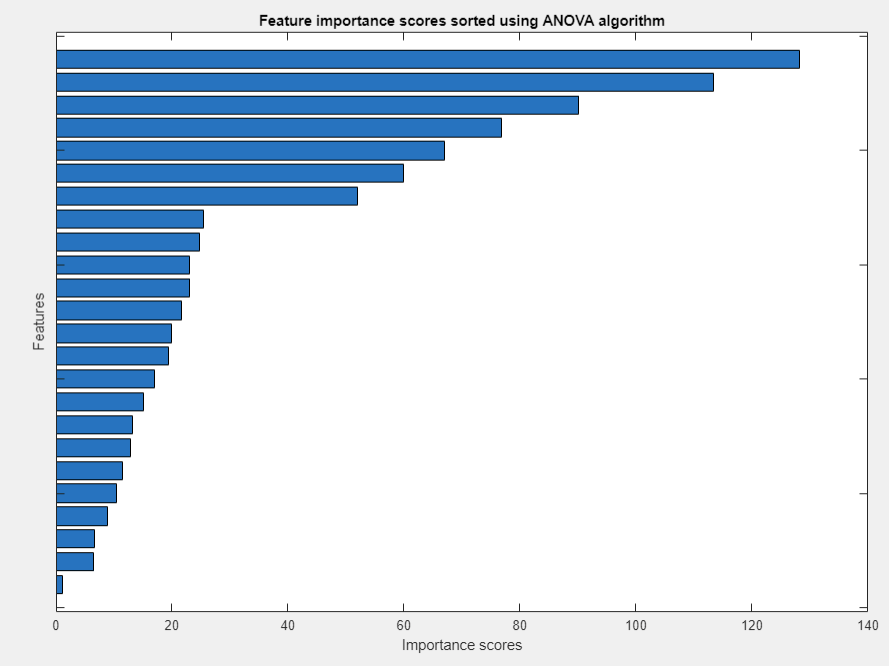 Feature importance scores sorted using ANOVA algorithm
Features
0 20 40 60 80 100 120 140
Importance scores